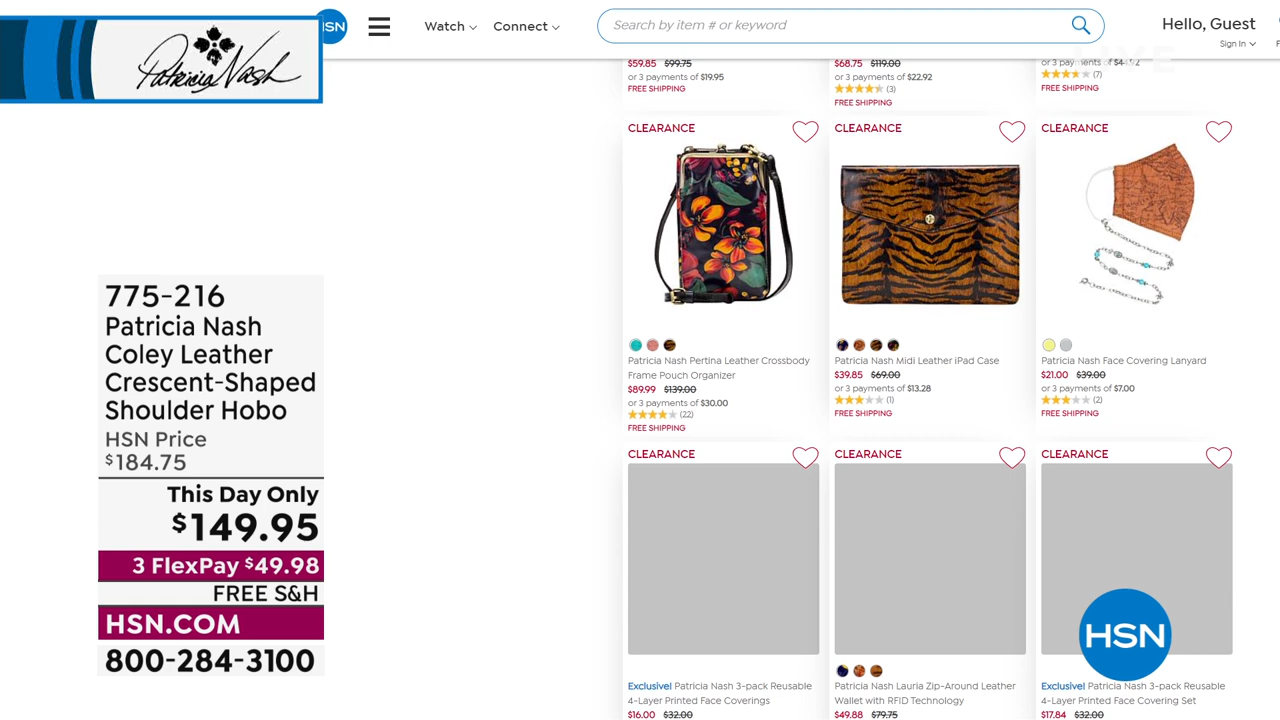 Patricia Nash
HSN
Watch
Connect
Search by item # or keyword
Hello, Guest
Sign In
LIVE
$59.85 $99.75
or 3 payments of $19.95
FREE SHIPPING
$68.75 $119.00
or 3 payments of $22.92
(3)
FREE SHIPPING
or 3 payments of $44.92
(7)
FREE SHIPPING
CLEARANCE
Patricia Nash Pertina Leather Crossbody
Frame Pouch Organizer
$89.99 $139.00
or 3 payments of $30.00
(22)
FREE SHIPPING
CLEARANCE
Patricia Nash Midi Leather iPad Case
$39.85 $69.00
or 3 payments of $13.28
(1)
FREE SHIPPING
CLEARANCE
Patricia Nash Face Covering Lanyard
$21.00 $39.00
or 3 payments of $7.00
(2)
FREE SHIPPING
CLEARANCE
Exclusive! Patricia Nash 3-pack Reusable
4-Layer Printed Face Coverings
$16.00 $32.00
CLEARANCE
Patricia Nash Lauria Zip-Around Leather
Wallet with RFID Technology
$49.88 $79.75
CLEARANCE
Exclusive! Patricia Nash 3-pack Reusable
4-Layer Printed Face Covering Set
$17.84 $32.00
775-216
Patricia Nash
Coley Leather
Crescent-Shaped
Shoulder Hobo
HSN Price
$184.75
This Day Only
$149.95
3 FlexPay $49.98
FREE S&H
HSN.COM
800-284-3100
HSN